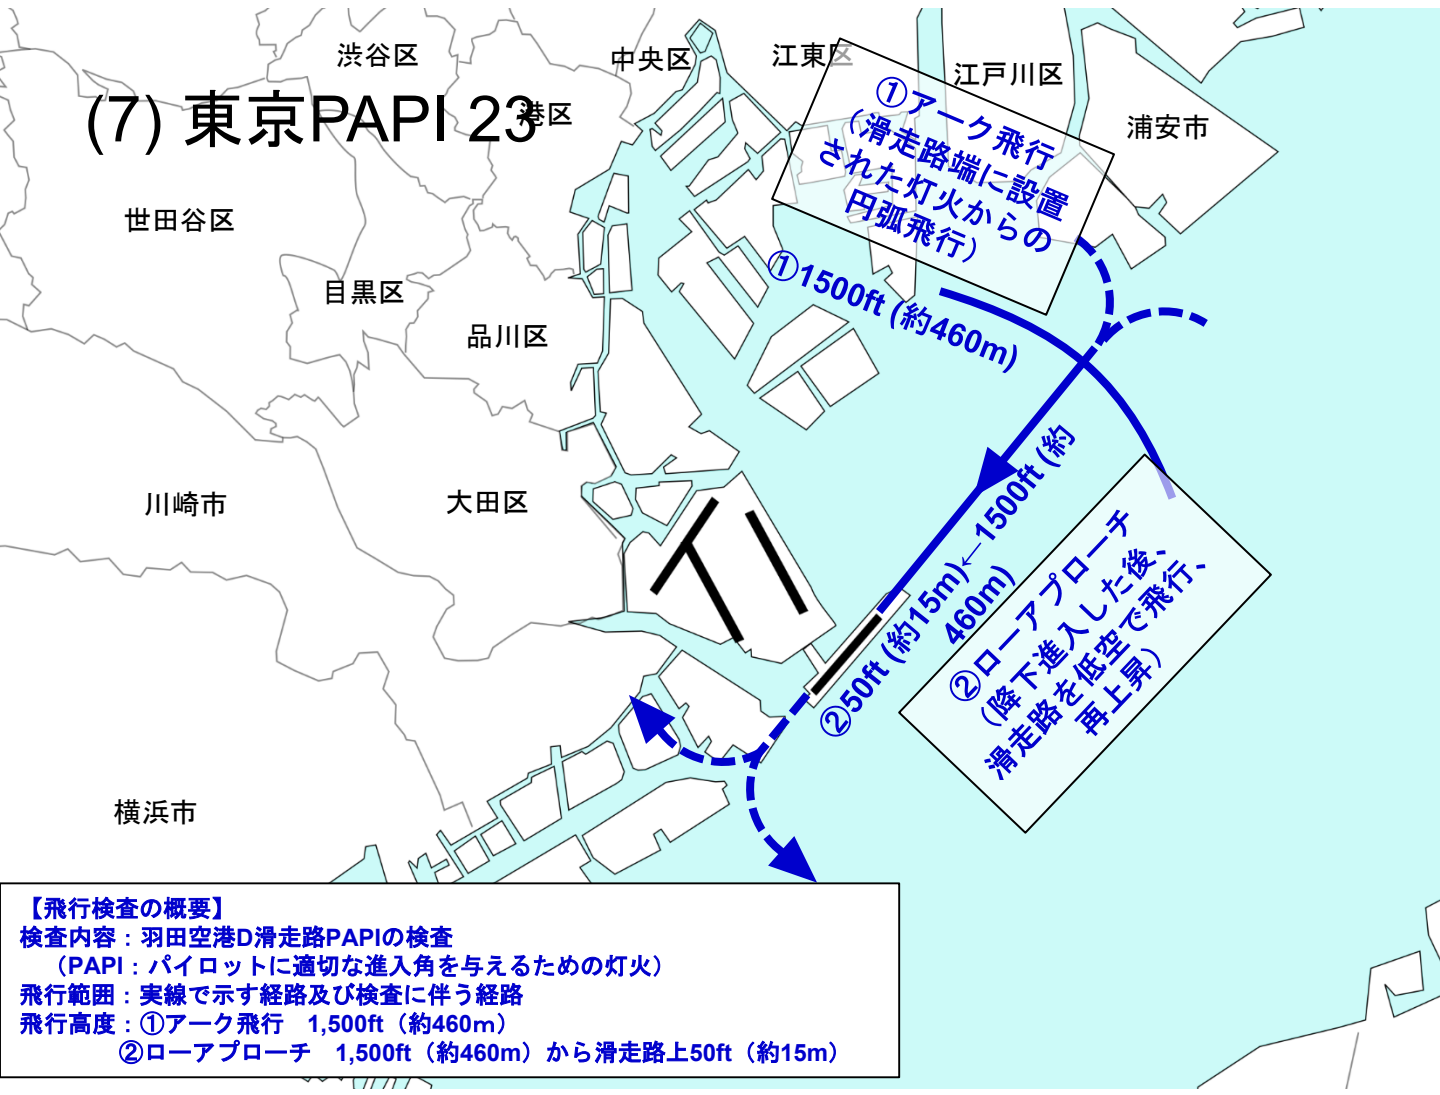 渋谷区
中央区
江東区
江戸川区
(7) 東京PAPI 23
港区
浦安市
①アーク飛行
（滑走路端に設置
された灯火からの
円弧飛行）
世田谷区
目黒区
品川区
①1500ft (約460m)
川崎市
大田区
②50ft (約15m)←1500ft (約
460m)
②ローアプローチ
（降下進入した後、
滑走路を低空で飛行、
再上昇）
横浜市
【飛行検査の概要】
検査内容：羽田空港D滑走路PAPIの検査
（PAPI：パイロットに適切な進入角を与えるための灯火）
飛行範囲：実線で示す経路及び検査に伴う経路
飛行高度：①アーク飛行　1,500ft（約460ｍ）
②ローアプローチ　1,500ft（約460m）から滑走路上50ft（約15m）